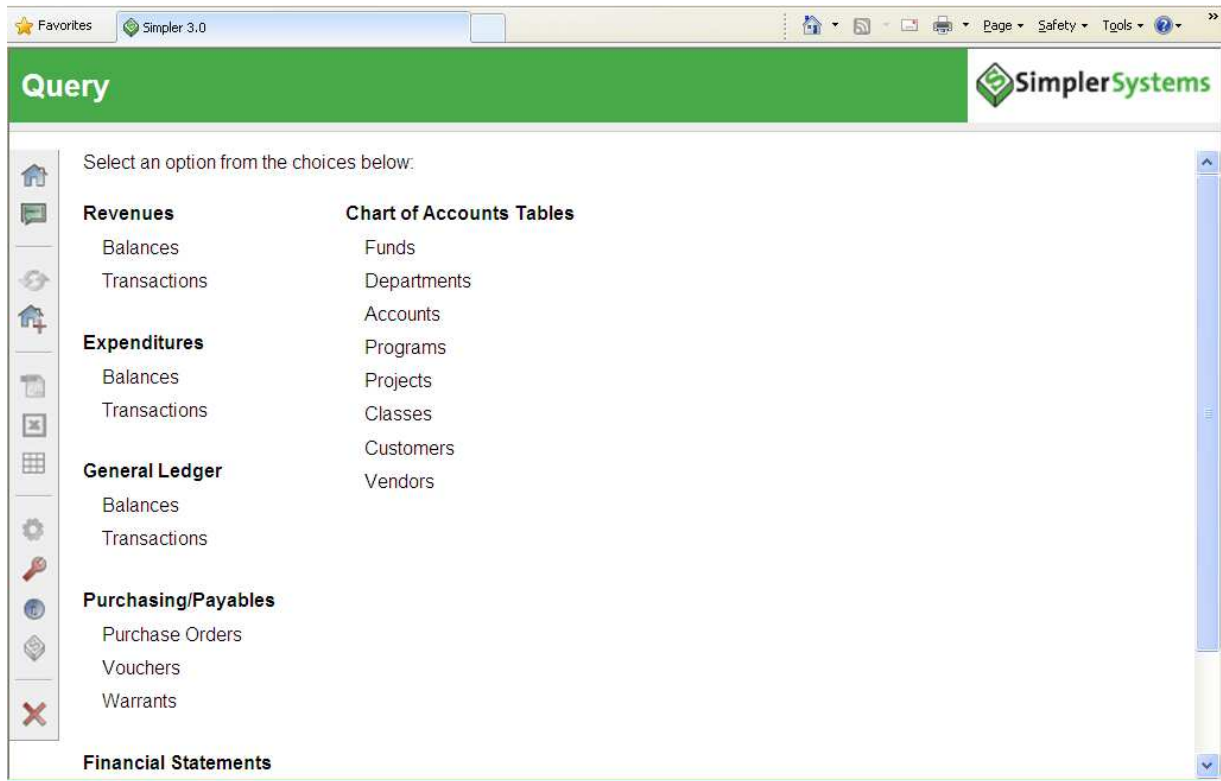 Favorites
Simpler 3.0
Page
Safety
Tools
»
Query
SimplerSystems
Select an option from the choices below:
Revenues
Balances
Transactions
Expenditures
Balances
Transactions
General Ledger
Balances
Transactions
Purchasing/Payables
Purchase Orders
Vouchers
Warrants
Financial Statements
Chart of Accounts Tables
Funds
Departments
Accounts
Programs
Projects
Classes
Customers
Vendors